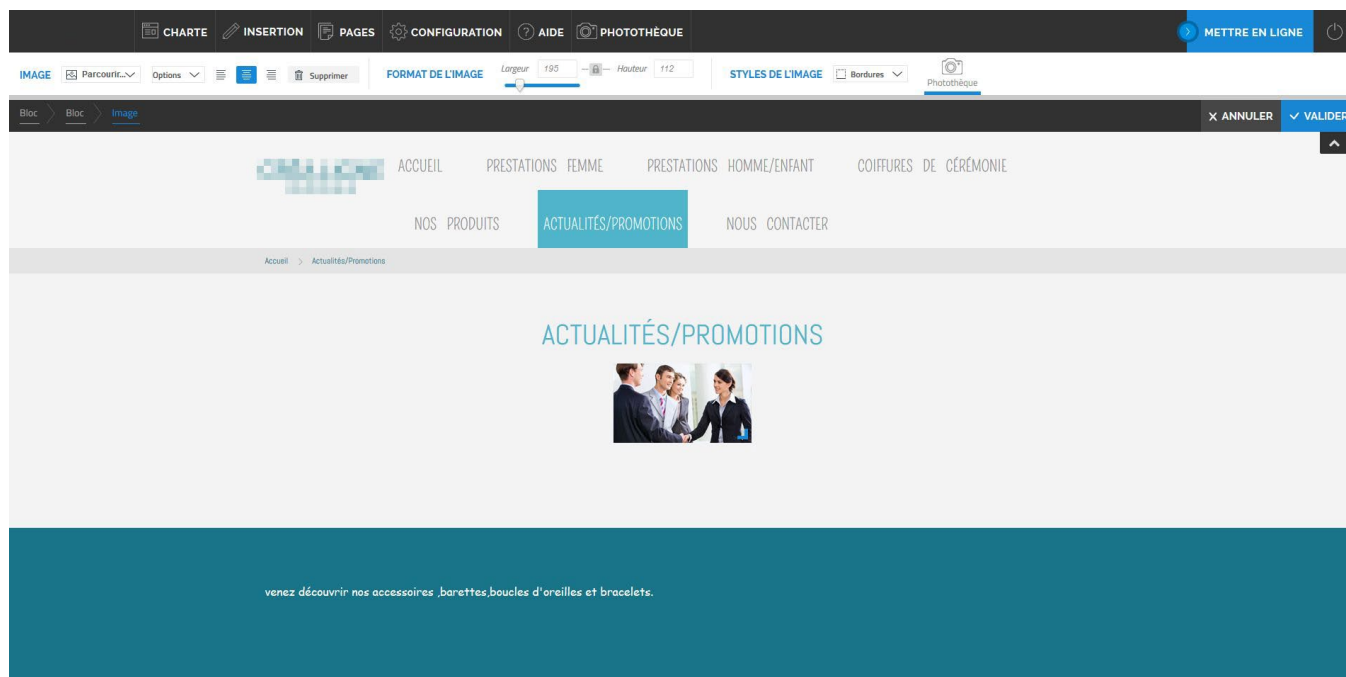 CHARTE INSERTION PAGES CONFIGURATION ? AIDE PHOTOTHÈQUE METTRE EN LIGNE
IMAGE Parcourir... Options Supprimer FORMAT DE L'IMAGE Largeur 195 Hauteur 112 STYLES DE L'IMAGE Bordures Photothèque
Bloc Bloc Image X ANNULER VALIDER
ACCUEIL PRESTATIONS FEMME PRESTATIONS HOMME/ENFANT COIFFURES DE CÉRÉMONIE
NOS PRODUITS ACTUALITÉS/PROMOTIONS NOUS CONTACTER
Accueil > Actualités/Promotions
ACTUALITÉS/PROMOTIONS
venez découvrir nos accessoires ,barettes,boucles d'oreilles et bracelets.